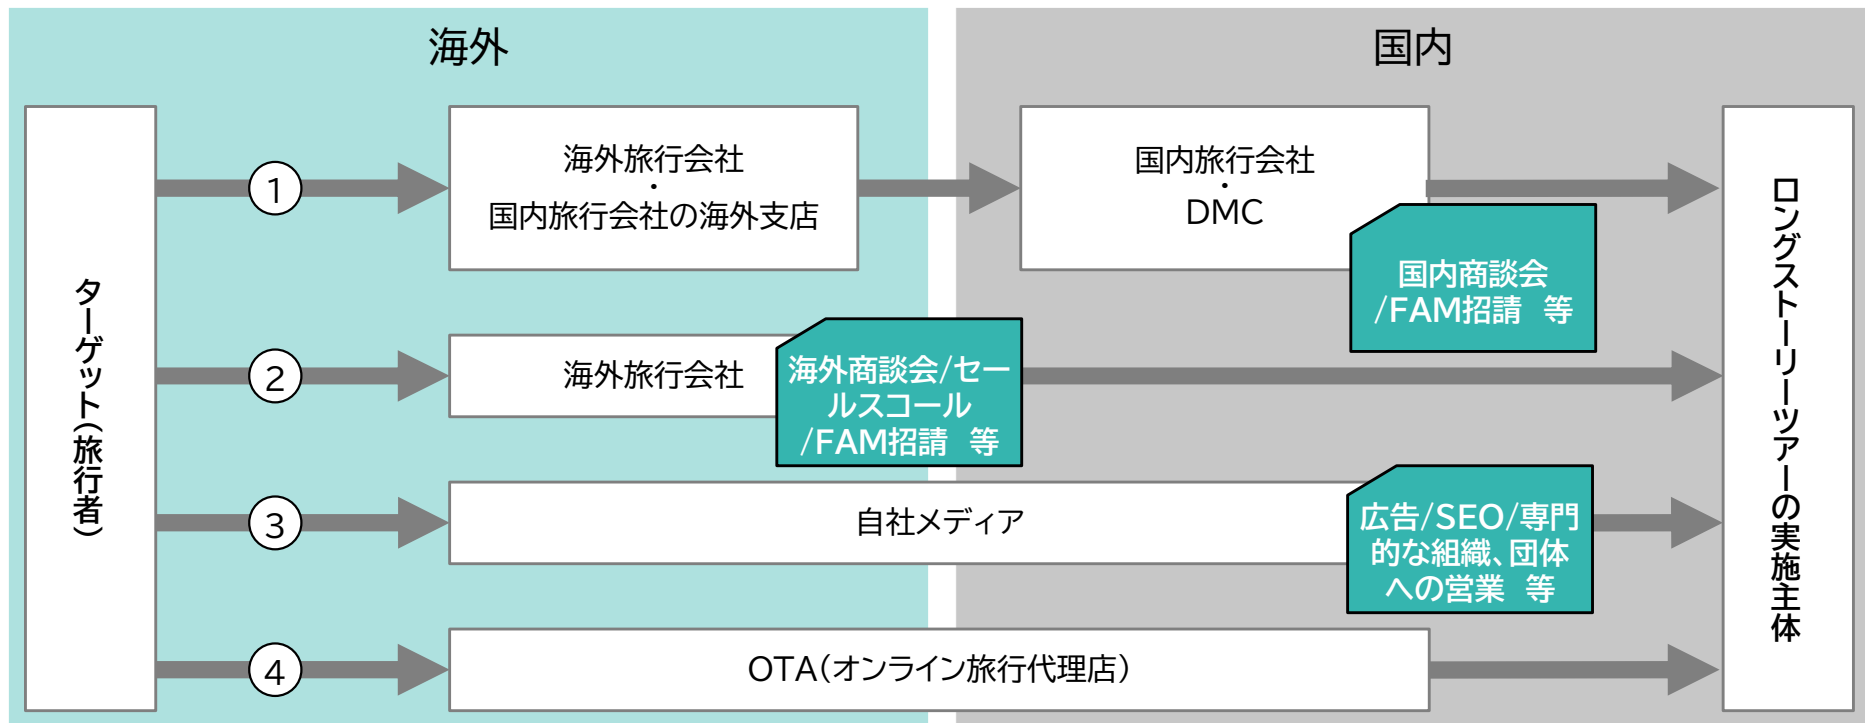 海外
国内
ターゲット(旅行者)
①
海外旅行会社
・
国内旅行会社の海外支店
国内旅行会社
・
DMC
国内商談会
/FAM招請 等
②
海外旅行会社
海外商談会/セー
ルスコール
/FAM招請 等
③
自社メディア
広告/SEO/専門
的な組織、団体
への営業 等
④
OTA(オンライン旅行代理店)
ロングストーリーツアーの実施主体